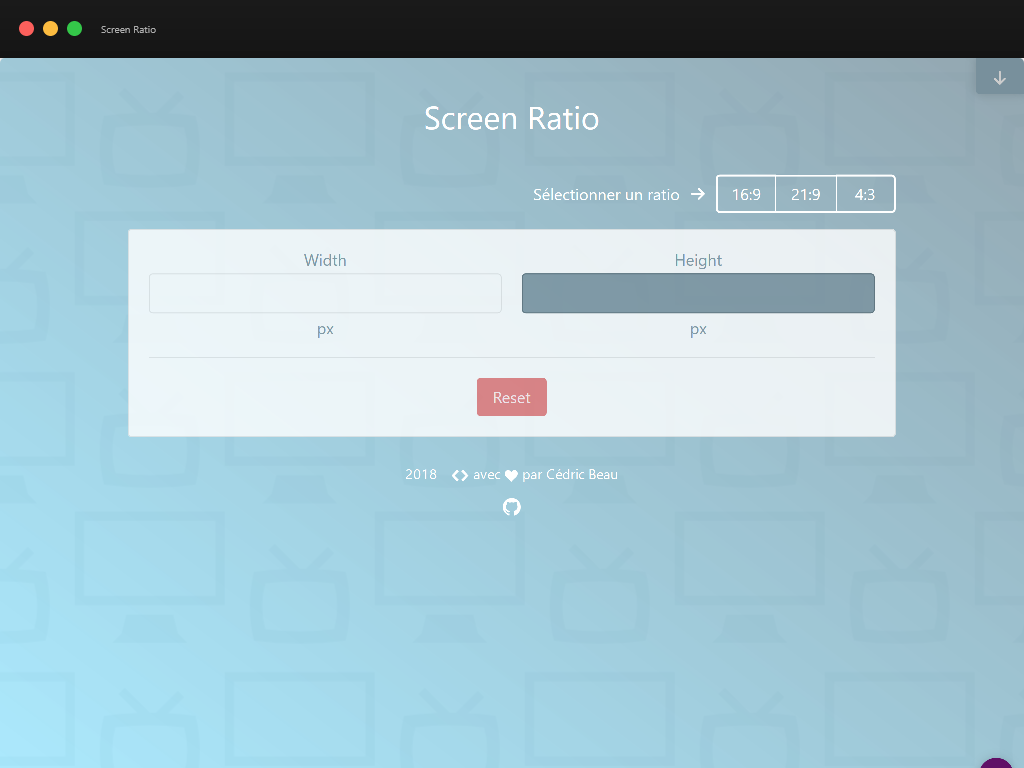 Screen Ratio
Screen Ratio
Sélectionner un ratio 16:9 21:9 4:3
Width Height
px px
Reset
2018 avec par Cédric Beau